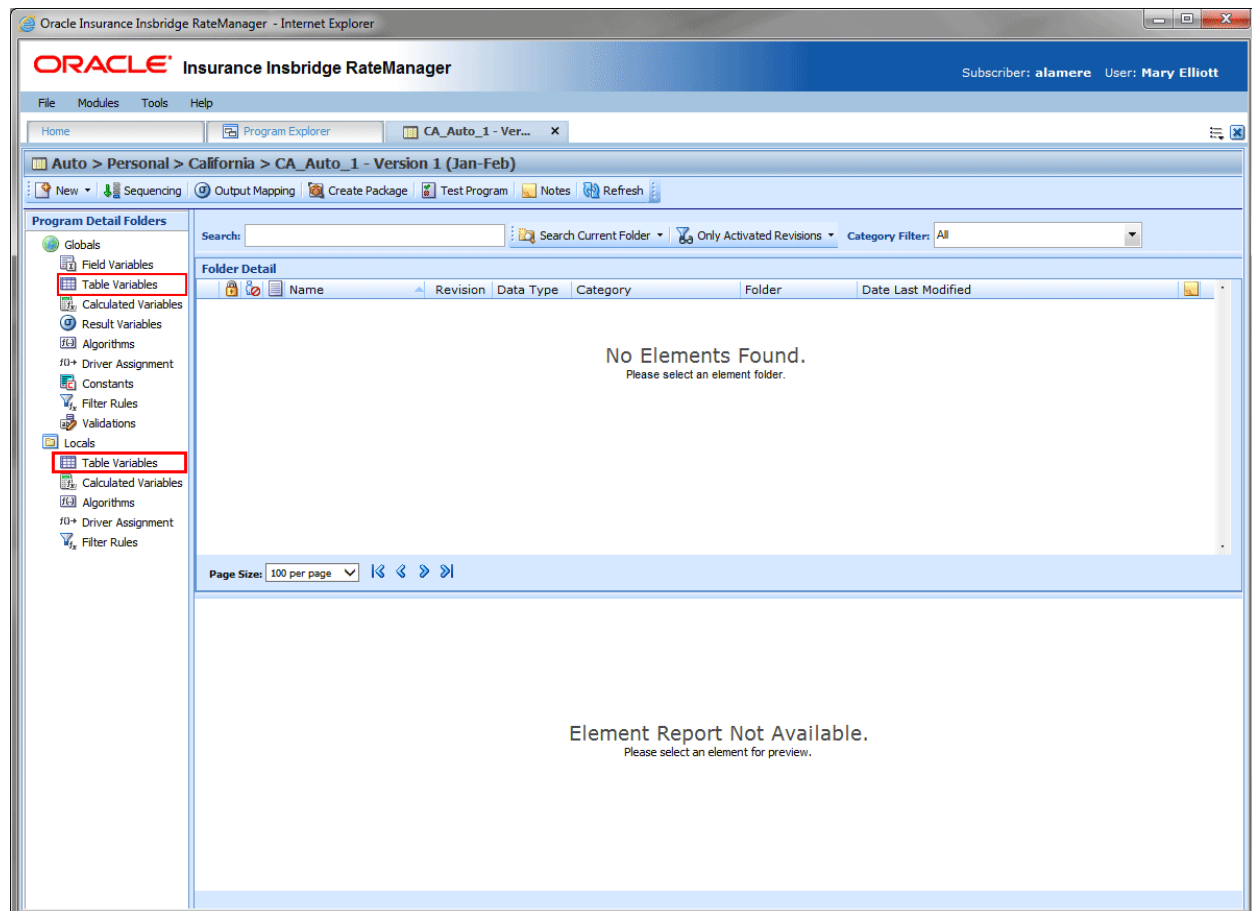 Oracle Insurance Insbridge RateManager - Internet Explorer
ORACLE Insurance Insbridge RateManager
Subscriber: alamere User: Mary Elliott
File Modules Tools Help
Home Program Explorer CA_Auto_1 - Ver... x
Auto > Personal > California > CA_Auto_1 - Version 1 (Jan-Feb)
New Sequencing Output Mapping Create Package Test Program Notes Refresh
Program Detail Folders
Globals
Field Variables
Table Variables
Calculated Variables
Result Variables
Algorithms
Driver Assignment
Constants
Filter Rules
Validations
Locals
Table Variables
Calculated Variables
Algorithms
Driver Assignment
Filter Rules
Search: Search Current Folder Only Activated Revisions Category Filter: All
Folder Detail
Name Revision Data Type Category Folder Date Last Modified
No Elements Found.
Please select an element folder.
Page Size: 100 per page
Element Report Not Available.
Please select an element for preview.